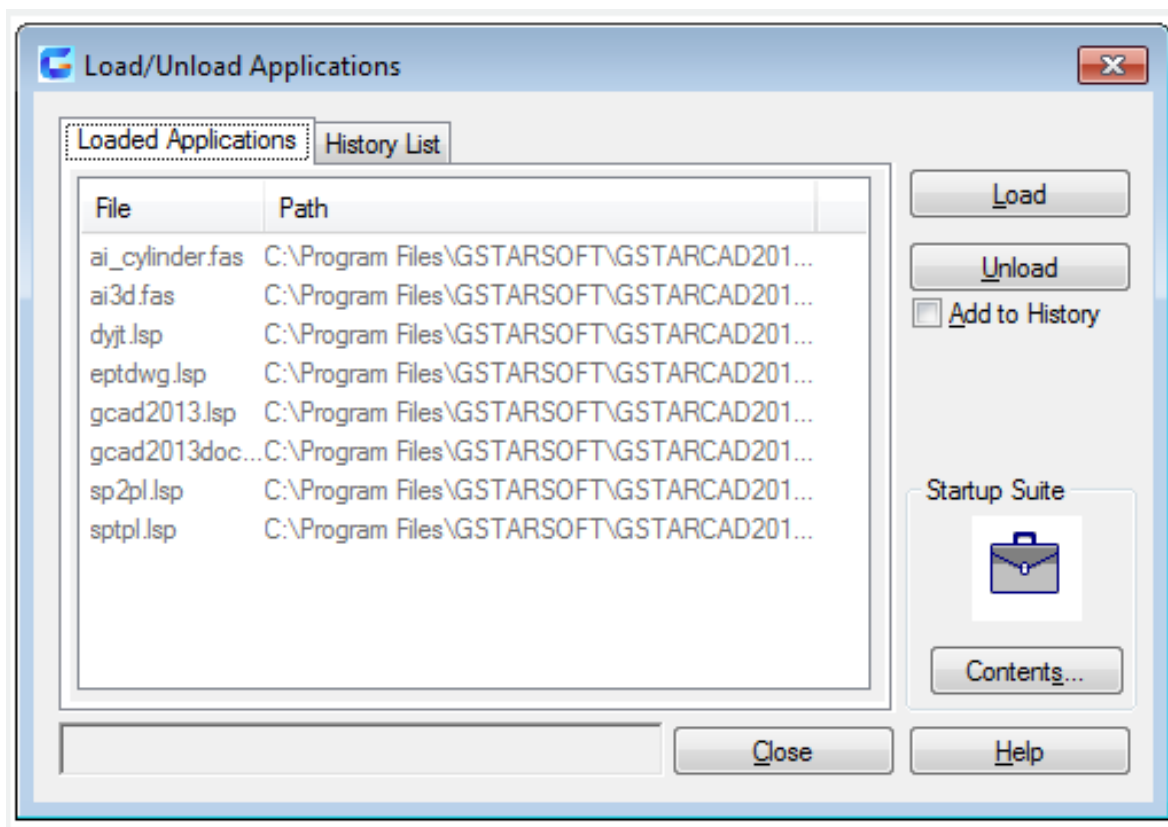 Load/Unload Applications
Loaded Applications History List
File Path
ai_cylinder.fas C:\Program Files\GSTARSOFT\GSTARCAD201...
ai3d.fas C:\Program Files\GSTARSOFT\GSTARCAD201...
dyjt.lsp C:\Program Files\GSTARSOFT\GSTARCAD201...
eptdwg.lsp C:\Program Files\GSTARSOFT\GSTARCAD201...
gcad2013.lsp C:\Program Files\GSTARSOFT\GSTARCAD201...
gcad2013doc... C:\Program Files\GSTARSOFT\GSTARCAD201...
sp2pl.lsp C:\Program Files\GSTARSOFT\GSTARCAD201...
sptpl.lsp C:\Program Files\GSTARSOFT\GSTARCAD201...
Load
Unload
Add to History
Startup Suite
Contents...
Close Help